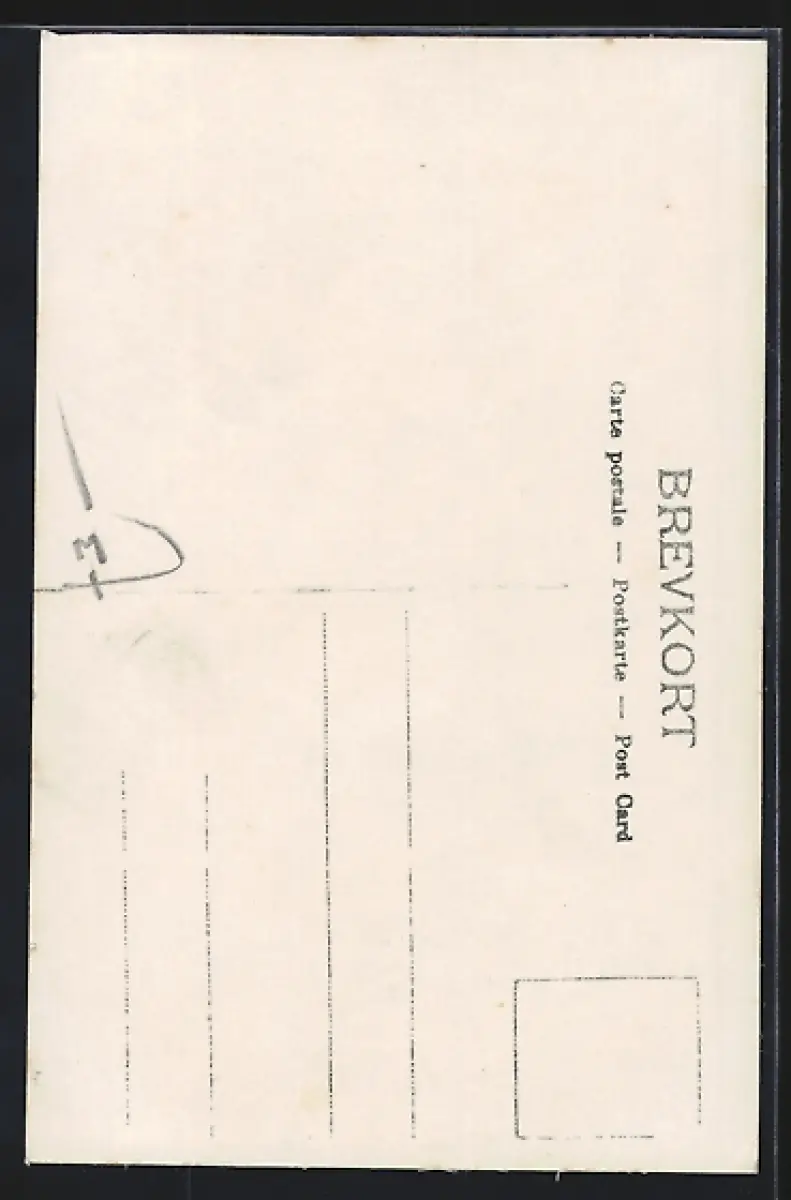 BREVKORT
Carte postale — Postkarte — Post Card